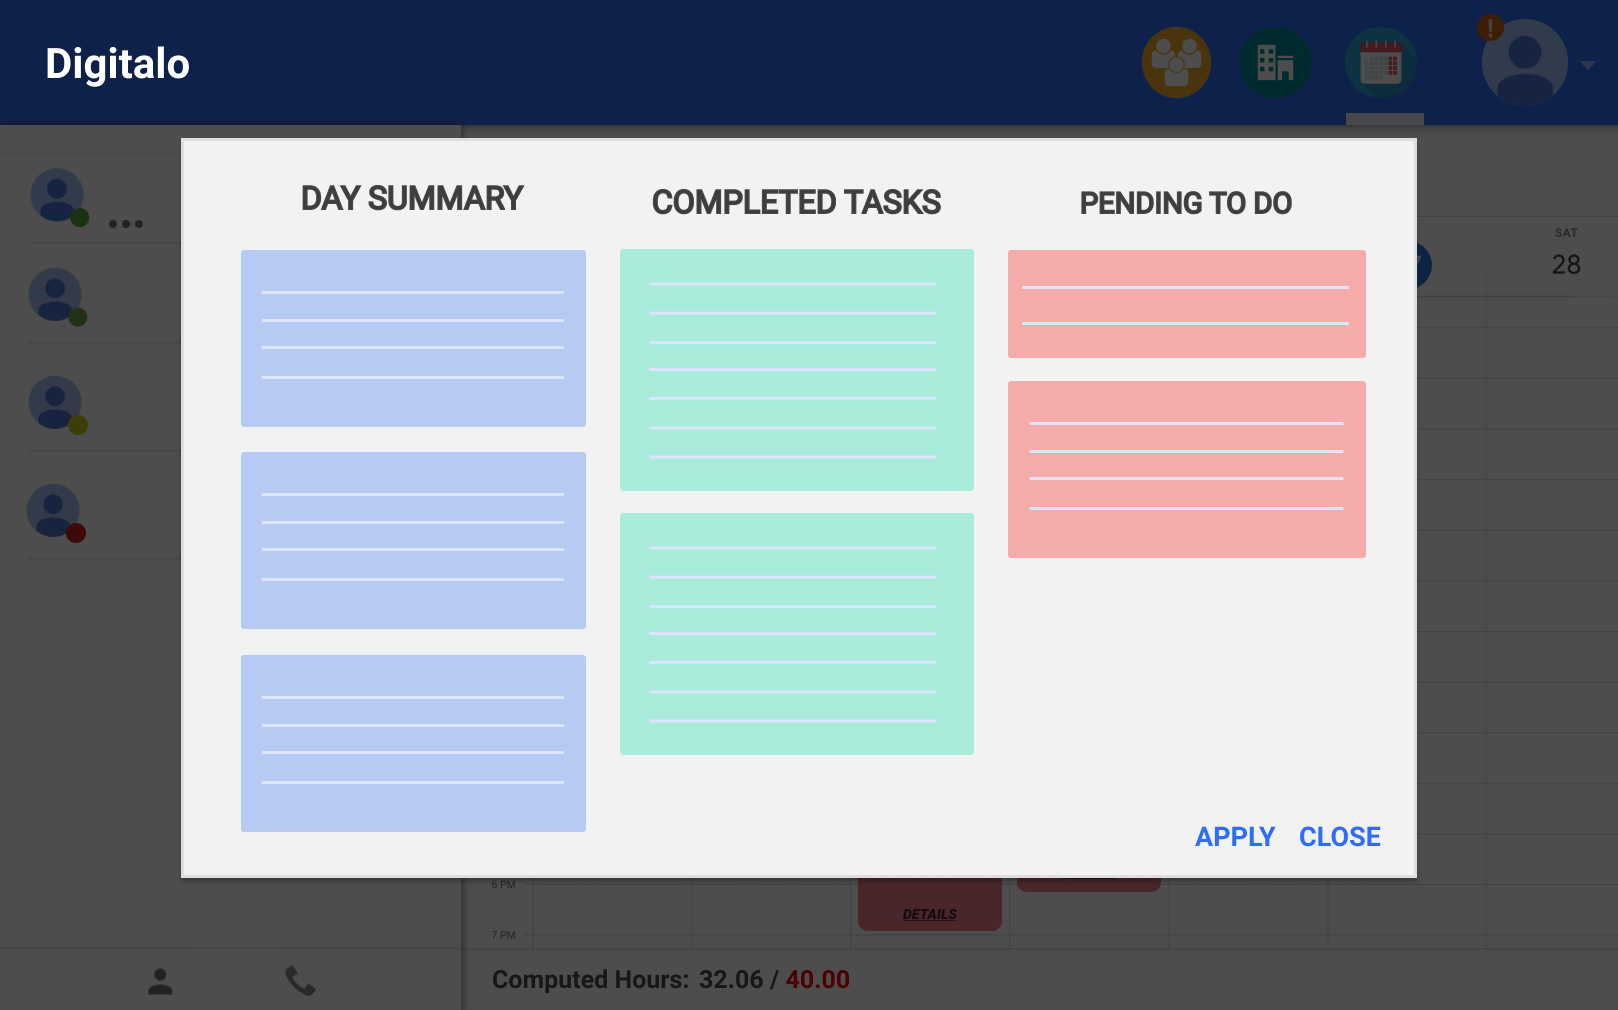 Digitalo
!
DAY SUMMARY
COMPLETED TASKS
PENDING TO DO
SAT
28
APPLY CLOSE
6 PM
DETAILS
7 PM
Computed Hours: 32.06 / 40.00